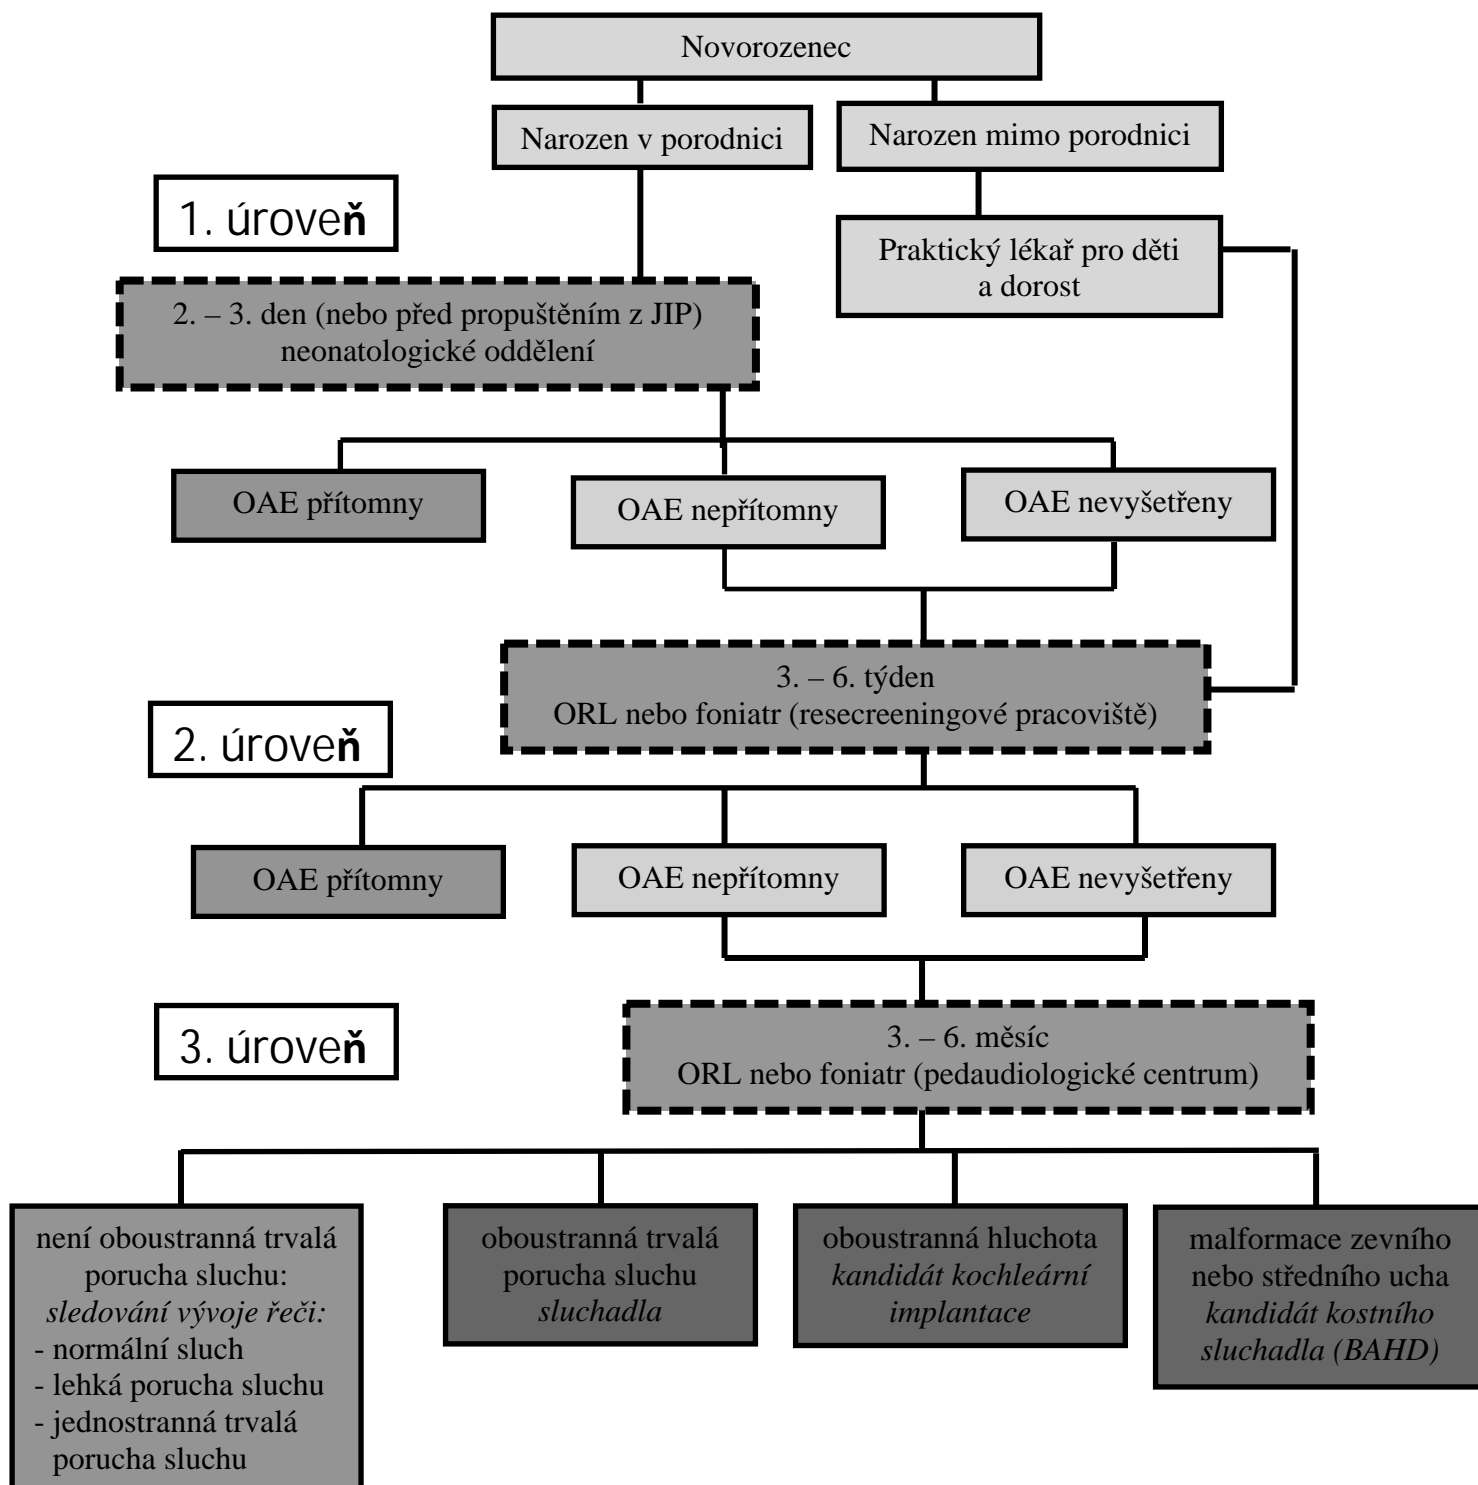 Novorozenec
Narozen v porodnici
Narozen mimo porodnici
1. úroveň
Praktický lékař pro děti
a dorost
2. – 3. den (nebo před propuštěním z JIP)
neonatologické oddělení
OAE přítomny
OAE nepřítomny
OAE nevyšetřeny
3. – 6. týden
ORL nebo foniatr (resecreeningové pracoviště)
2. úroveň
OAE přítomny
OAE nepřítomny
OAE nevyšetřeny
3. úroveň
3. – 6. měsíc
ORL nebo foniatr (pedaudiologické centrum)
není oboustranná trvalá
porucha sluchu:
sledování vývoje řeči:
- normální sluch
- lehká porucha sluchu
- jednostranná trvalá
porucha sluchu
oboustranná trvalá
porucha sluchu
sluchadla
oboustranná hluchota
kandidát kochleární
implantace
malformace zevního
nebo středního ucha
kandidát kostního
sluchadla (BAHD)